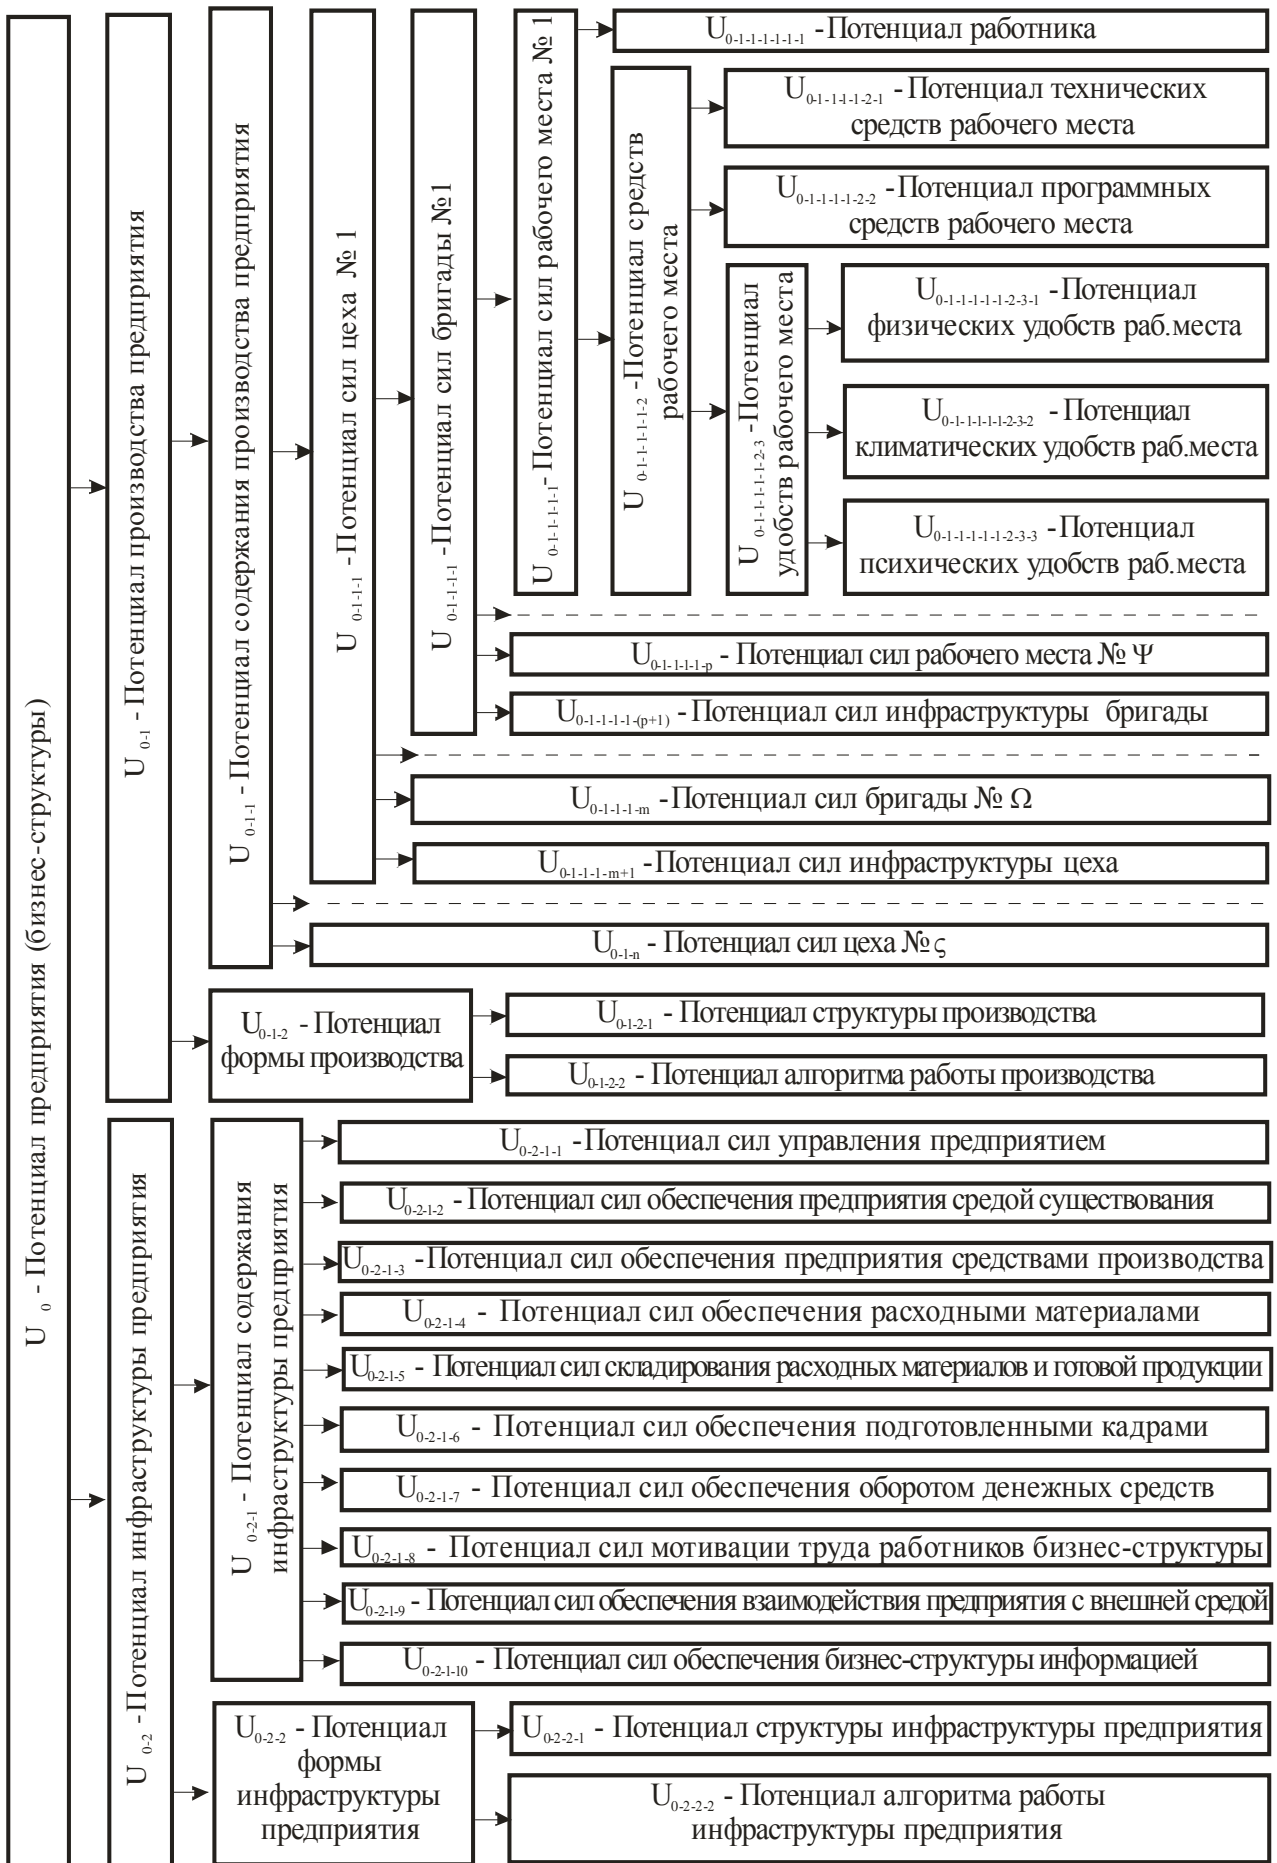 U 0 - Потенциал предприятия (бизнес-структуры)
U 0-1 - Потенциал производства предприятия
U 0-1-1 - Потенциал содержания производства предприятия
U 0-1-1-1 -Потенциал сил цеха № 1
U 0-1-1-1-1 -Потенциал сил бригады №1
U 0-1-1-1-1-1- Потенциал сил рабочего места № 1
U0-1-1-1-1-1-1 -Потенциал работника
U 0-1-1-1-1-1-2 -Потенциал средств
рабочего места
U0-1-1-1-1-2-1 - Потенциал технических
средств рабочего места
U0-1-1-1-1-2-2 -Потенциал программных
средств рабочего места
U 0-1-1-1-1-1-2-3 -Потенциал
удобств рабочего места
U0-1-1-1-1-1-2-3-1 -Потенциал
физических удобств раб.места
U0-1-1-1-1-1-2-3-2 - Потенциал
климатических удобств раб.места
U0-1-1-1-1-1-2-3-3 - Потенциал
психических удобств раб.места
U0-1-1-1-1-p - Потенциал сил рабочего места № Ψ
U0-1-1-1-1-(p+1) - Потенциал сил инфраструктуры бригады
U0-1-1-1-m -Потенциал сил бригады № Ω
U0-1-1-1-m+1 -Потенциал сил инфраструктуры цеха
U0-1-n - Потенциал сил цеха № ς
U0-1-2 - Потенциал
формы производства
U0-1-2-1 - Потенциал структуры производства
U0-1-2-2 - Потенциал алгоритма работы производства
U 0-2 -Потенциал инфраструктуры предприятия
U 0-2-1 - Потенциал содержания
инфраструктуры предприятия
U0-2-1-1 -Потенциал сил управления предприятием
U0-2-1-2 - Потенциал сил обеспечения предприятия средой существования
U0-2-1-3 -Потенциал сил обеспечения предприятия средствами производства
U0-2-1-4 - Потенциал сил обеспечения расходными материалами
U0-2-1-5 - Потенциал сил складирования расходных материалов и готовой продукции
U0-2-1-6 - Потенциал сил обеспечения подготовленными кадрами
U0-2-1-7 - Потенциал сил обеспечения оборотом денежных средств
U0-2-1-8 - Потенциал сил мотивации труда работников бизнес-структуры
U0-2-1-9 - Потенциал сил обеспечения взаимодействия предприятия с внешней средой
U0-2-1-10 - Потенциал сил обеспечения бизнес-структуры информацией
U0-2-2 - Потенциал
формы
инфраструктуры
предприятия
U0-2-2-1 - Потенциал структуры инфраструктуры предприятия
U0-2-2-2 - Потенциал алгоритма работы
инфраструктуры предприятия